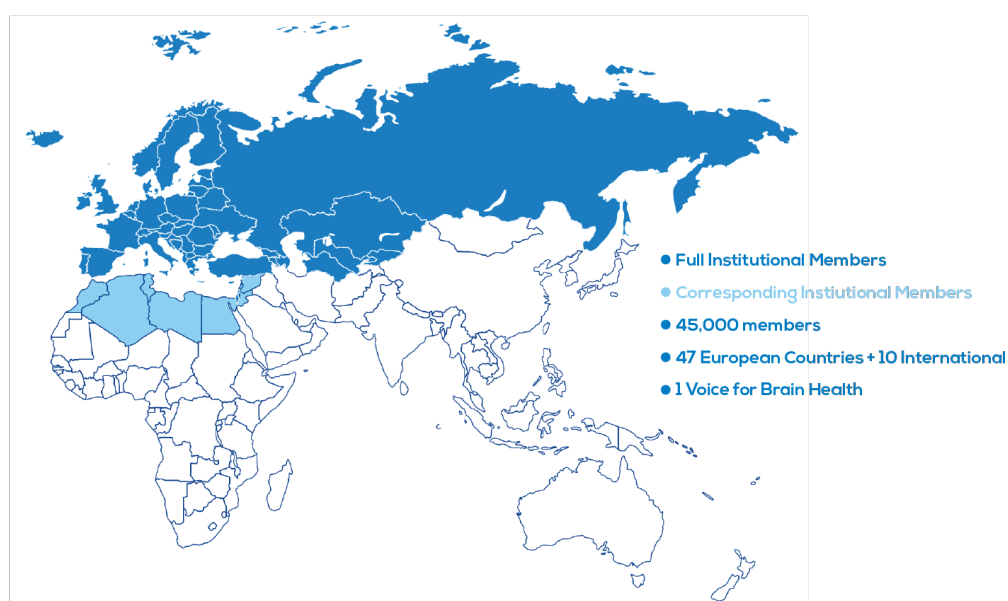 Full Institutional Members
Corresponding Instiutional Members
45,000 members
47 European Countries + 10 International
1 Voice for Brain Health